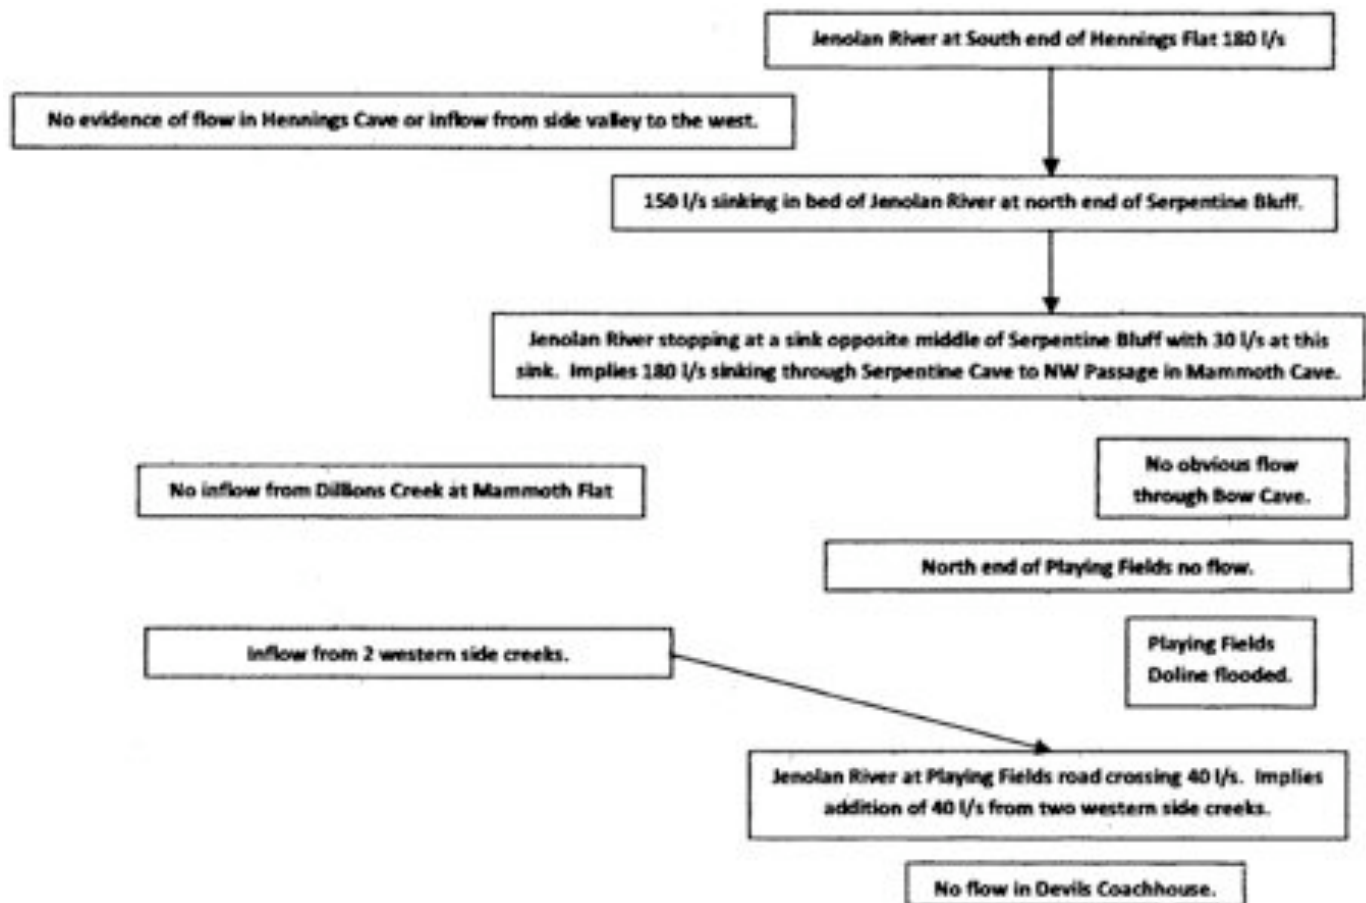 Jenolan River at South end of Hennings Flat 180 l/s
No evidence of flow in Hennings Cave or inflow from side valley to the west.
150 l/s sinking in bed of Jenolan River at north end of Serpentine Bluff.
Jenolan River stopping at a sink opposite middle of Serpentine Bluff with 30 l/s at this
sink. Implies 180 l/s sinking through Serpentine Cave to NW Passage in Mammoth Cave.
No obvious flow
through Bow Cave.
No inflow from Dillions Creek at Mammoth Flat
North end of Playing Fields no flow.
Inflow from 2 western side creeks.
Playing Fields
Doline flooded.
Jenolan River at Playing Fields road crossing 40 l/s. Implies
addition of 40 l/s from two western side creeks.
No flow in Devils Coachhouse.